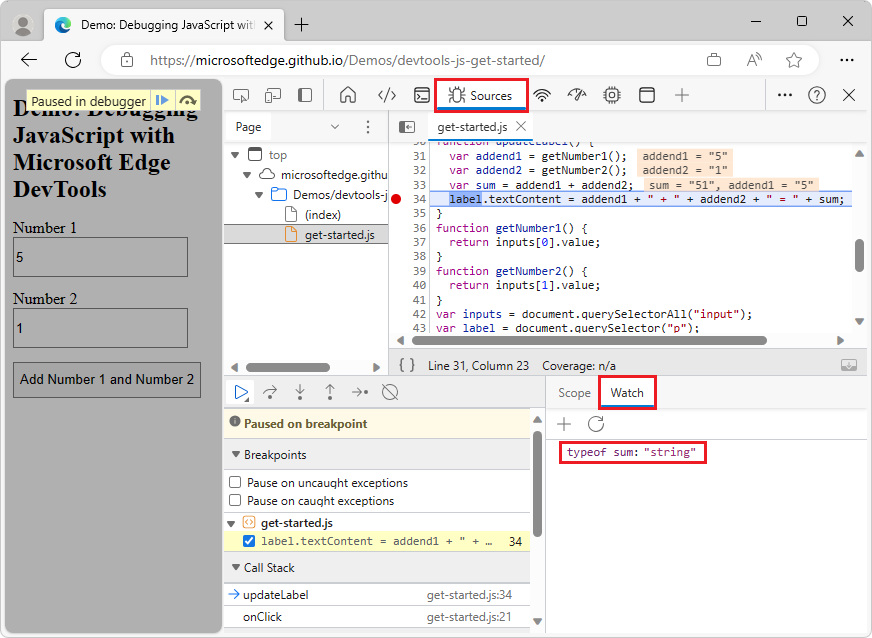 Demo: Debugging JavaScript wit
https://microsoftedge.github.io/Demos/devtools-js-get-started/
Paused in debugger
Demo: Debugging
JavaScript with
Microsoft Edge
DevTools
Number 1
5
Number 2
1
Add Number 1 and Number 2
Sources
Page
get-started.js
top
microsoftedge.githu
Demos/devtools-j
(index)
get-started.js
30 function updateLabel() {
31 var addend1 = getNumber1(); addend1 = "5"
32 var addend2 = getNumber2(); addend2 = "1"
33 var sum = addend1 + addend2; sum = "51", addend1 = "5"
34 label.textContent = addend1 + " + " + addend2 + " = " + sum;
35 }
36 function getNumber1() {
37 return inputs[0].value;
38 }
39 function getNumber2() {
40 return inputs[1].value;
41 }
42 var inputs = document.querySelectorAll("input");
43 var label = document.querySelector("p");
{ } Line 31, Column 23 Coverage: n/a
Paused on breakpoint
Breakpoints
Pause on uncaught exceptions
Pause on caught exceptions
get-started.js
label.textContent = addend1 + " + … 34
Call Stack
updateLabel get-started.js:34
onClick get-started.js:21
Scope Watch
typeof sum: "string"